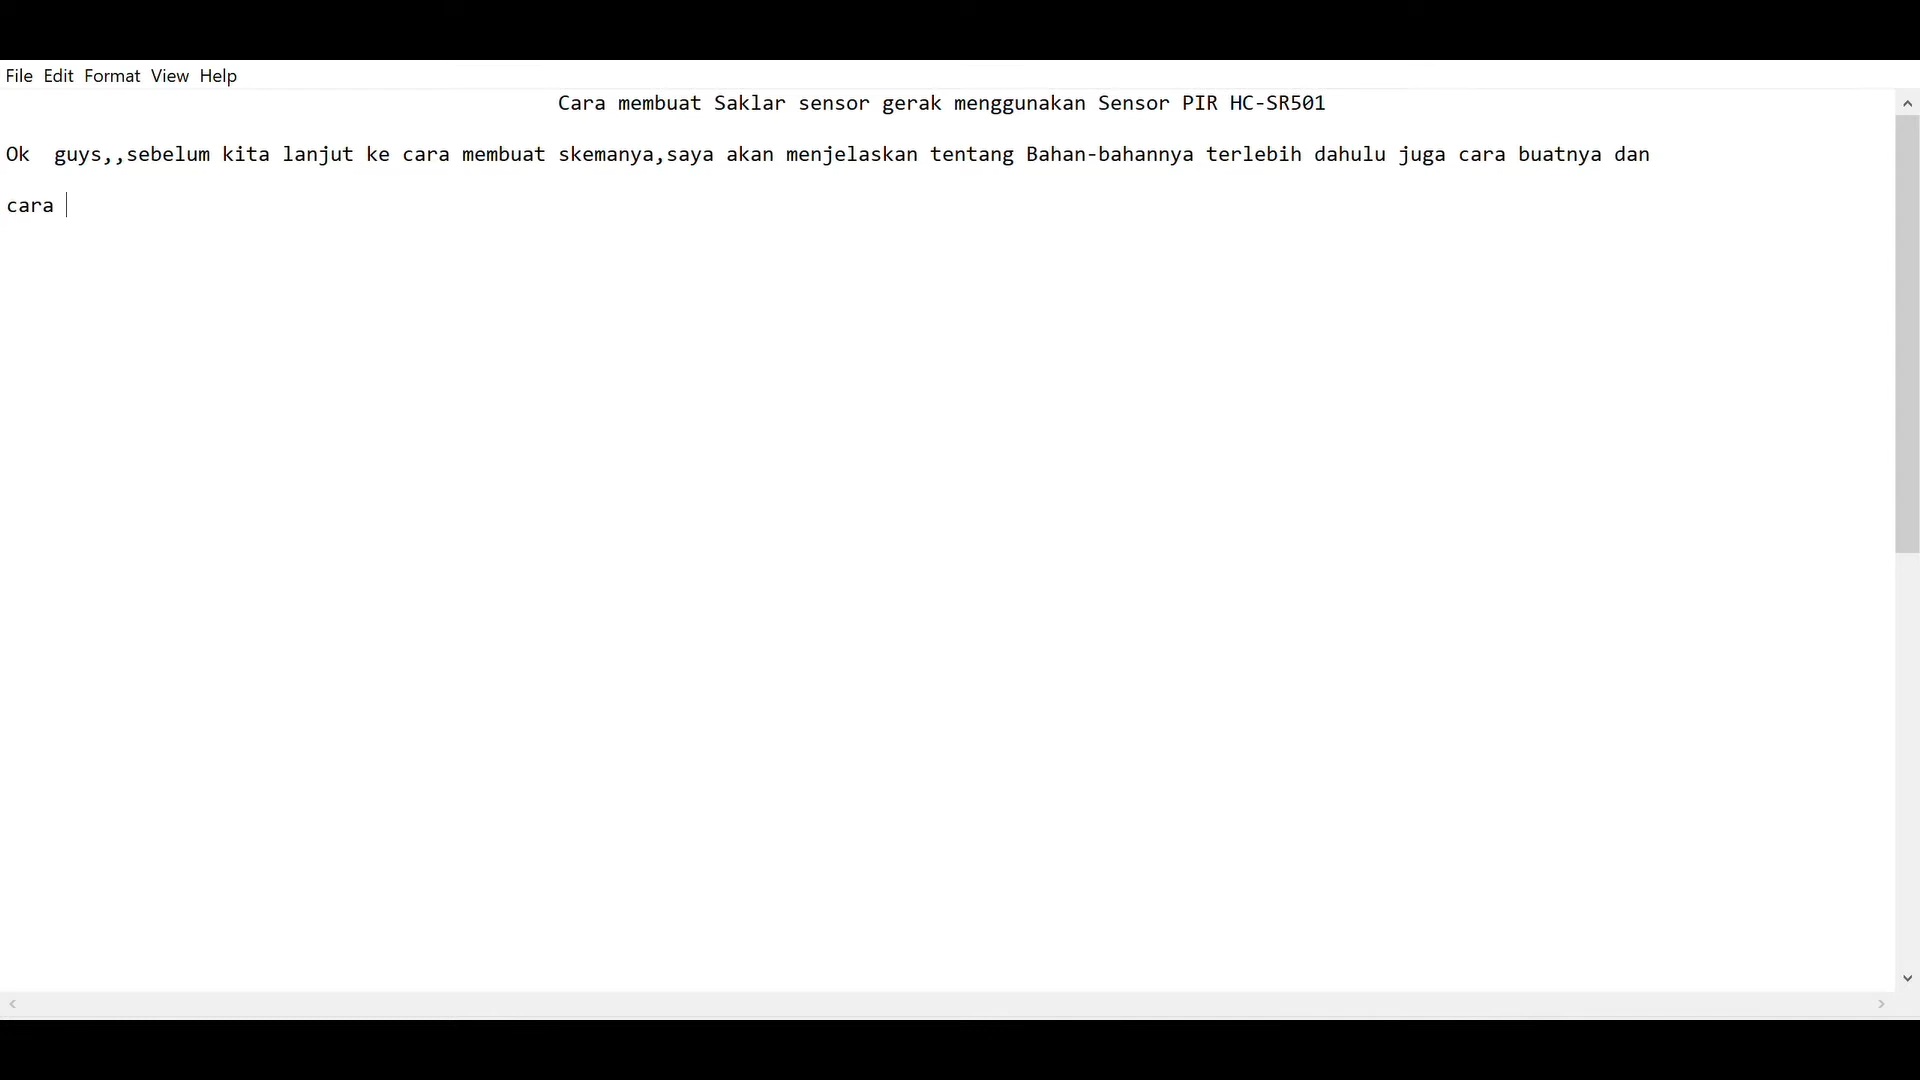 File Edit Format View Help
Cara membuat Saklar sensor gerak menggunakan Sensor PIR HC-SR501
Ok  guys,,sebelum kita lanjut ke cara membuat skemanya,saya akan menjelaskan tentang Bahan-bahannya terlebih dahulu juga cara buatnya dan
cara